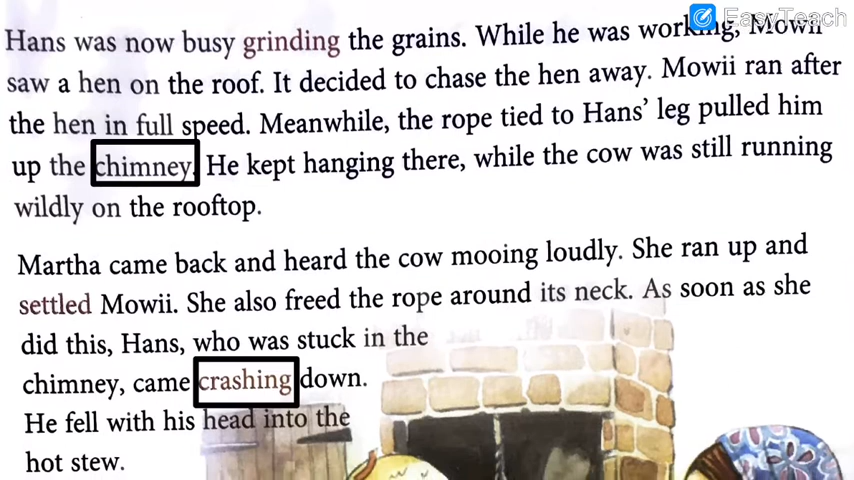 EasyTeach
Hans was now busy grinding the grains. While he was working, Mowii
saw a hen on the roof. It decided to chase the hen away. Mowii ran after
the hen in full speed. Meanwhile, the rope tied to Hans' leg pulled him
up the chimney. He kept hanging there, while the cow was still running
wildly on the rooftop.
Martha came back and heard the cow mooing loudly. She ran up and
settled Mowii. She also freed the rope around its neck. As soon as she
did this, Hans, who was stuck in the
chimney, came crashing down.
He fell with his head into the
hot stew.